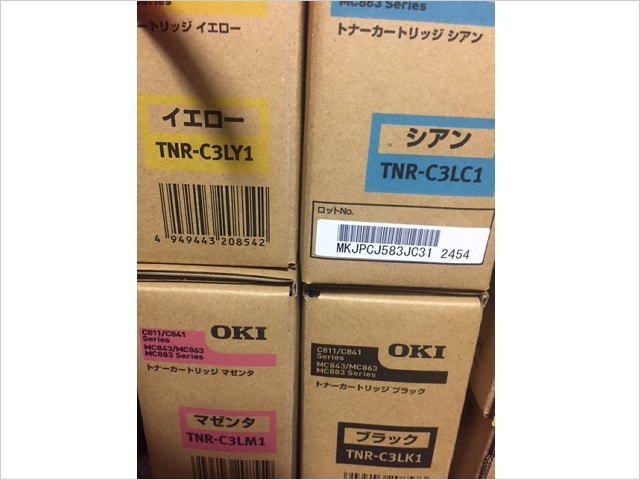 トナーカートリッジ イエロー
イエロー
TNR-C3LY1
4 949443 208542
MC883 Series
トナーカートリッジ シアン
シアン
TNR-C3LC1
ロットNo.
MKJPCJ583JC31 2454
C811/C841
Series
MC843/MC863
MC883 Series
OKI
トナーカートリッジ マゼンタ
マゼンタ
TNR-C3LM1
C811/C841
Series
MC843/MC863
MC883 Series
OKI
トナーカートリッジ ブラック
ブラック
TNR-C3LK1